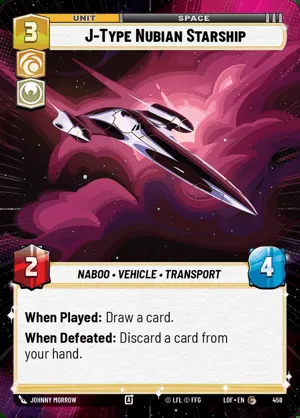 UNIT SPACE
3 J-Type Nubian Starship
2 NABOO • VEHICLE • TRANSPORT 4
When Played: Draw a card.
When Defeated: Discard a card from
your hand.
JOHNNY MORROW © LFL © FFG LOF • EN C 458